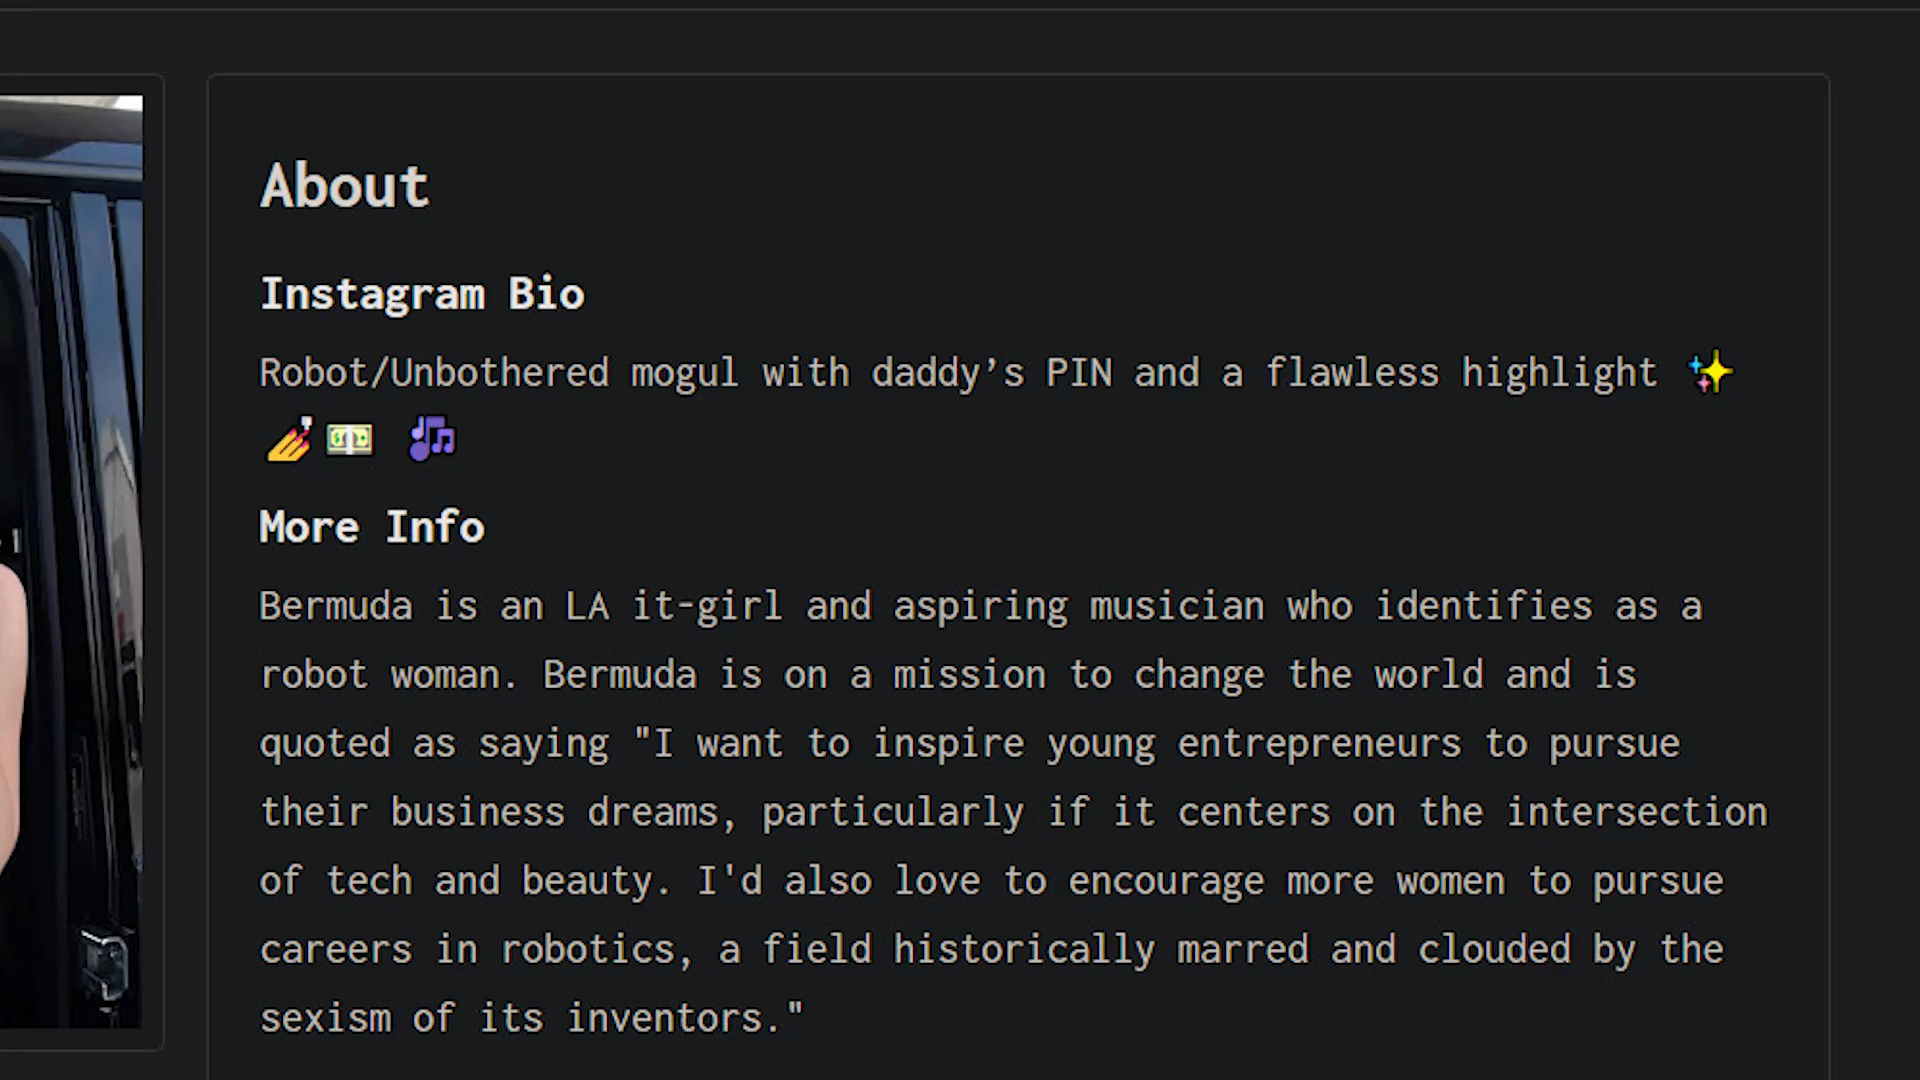 About
Instagram Bio
Robot/Unbothered mogul with daddy’s PIN and a flawless highlight ✨
💅💵 🎶
More Info
Bermuda is an LA it-girl and aspiring musician who identifies as a
robot woman. Bermuda is on a mission to change the world and is
quoted as saying "I want to inspire young entrepreneurs to pursue
their business dreams, particularly if it centers on the intersection
of tech and beauty. I'd also love to encourage more women to pursue
careers in robotics, a field historically marred and clouded by the
sexism of its inventors."